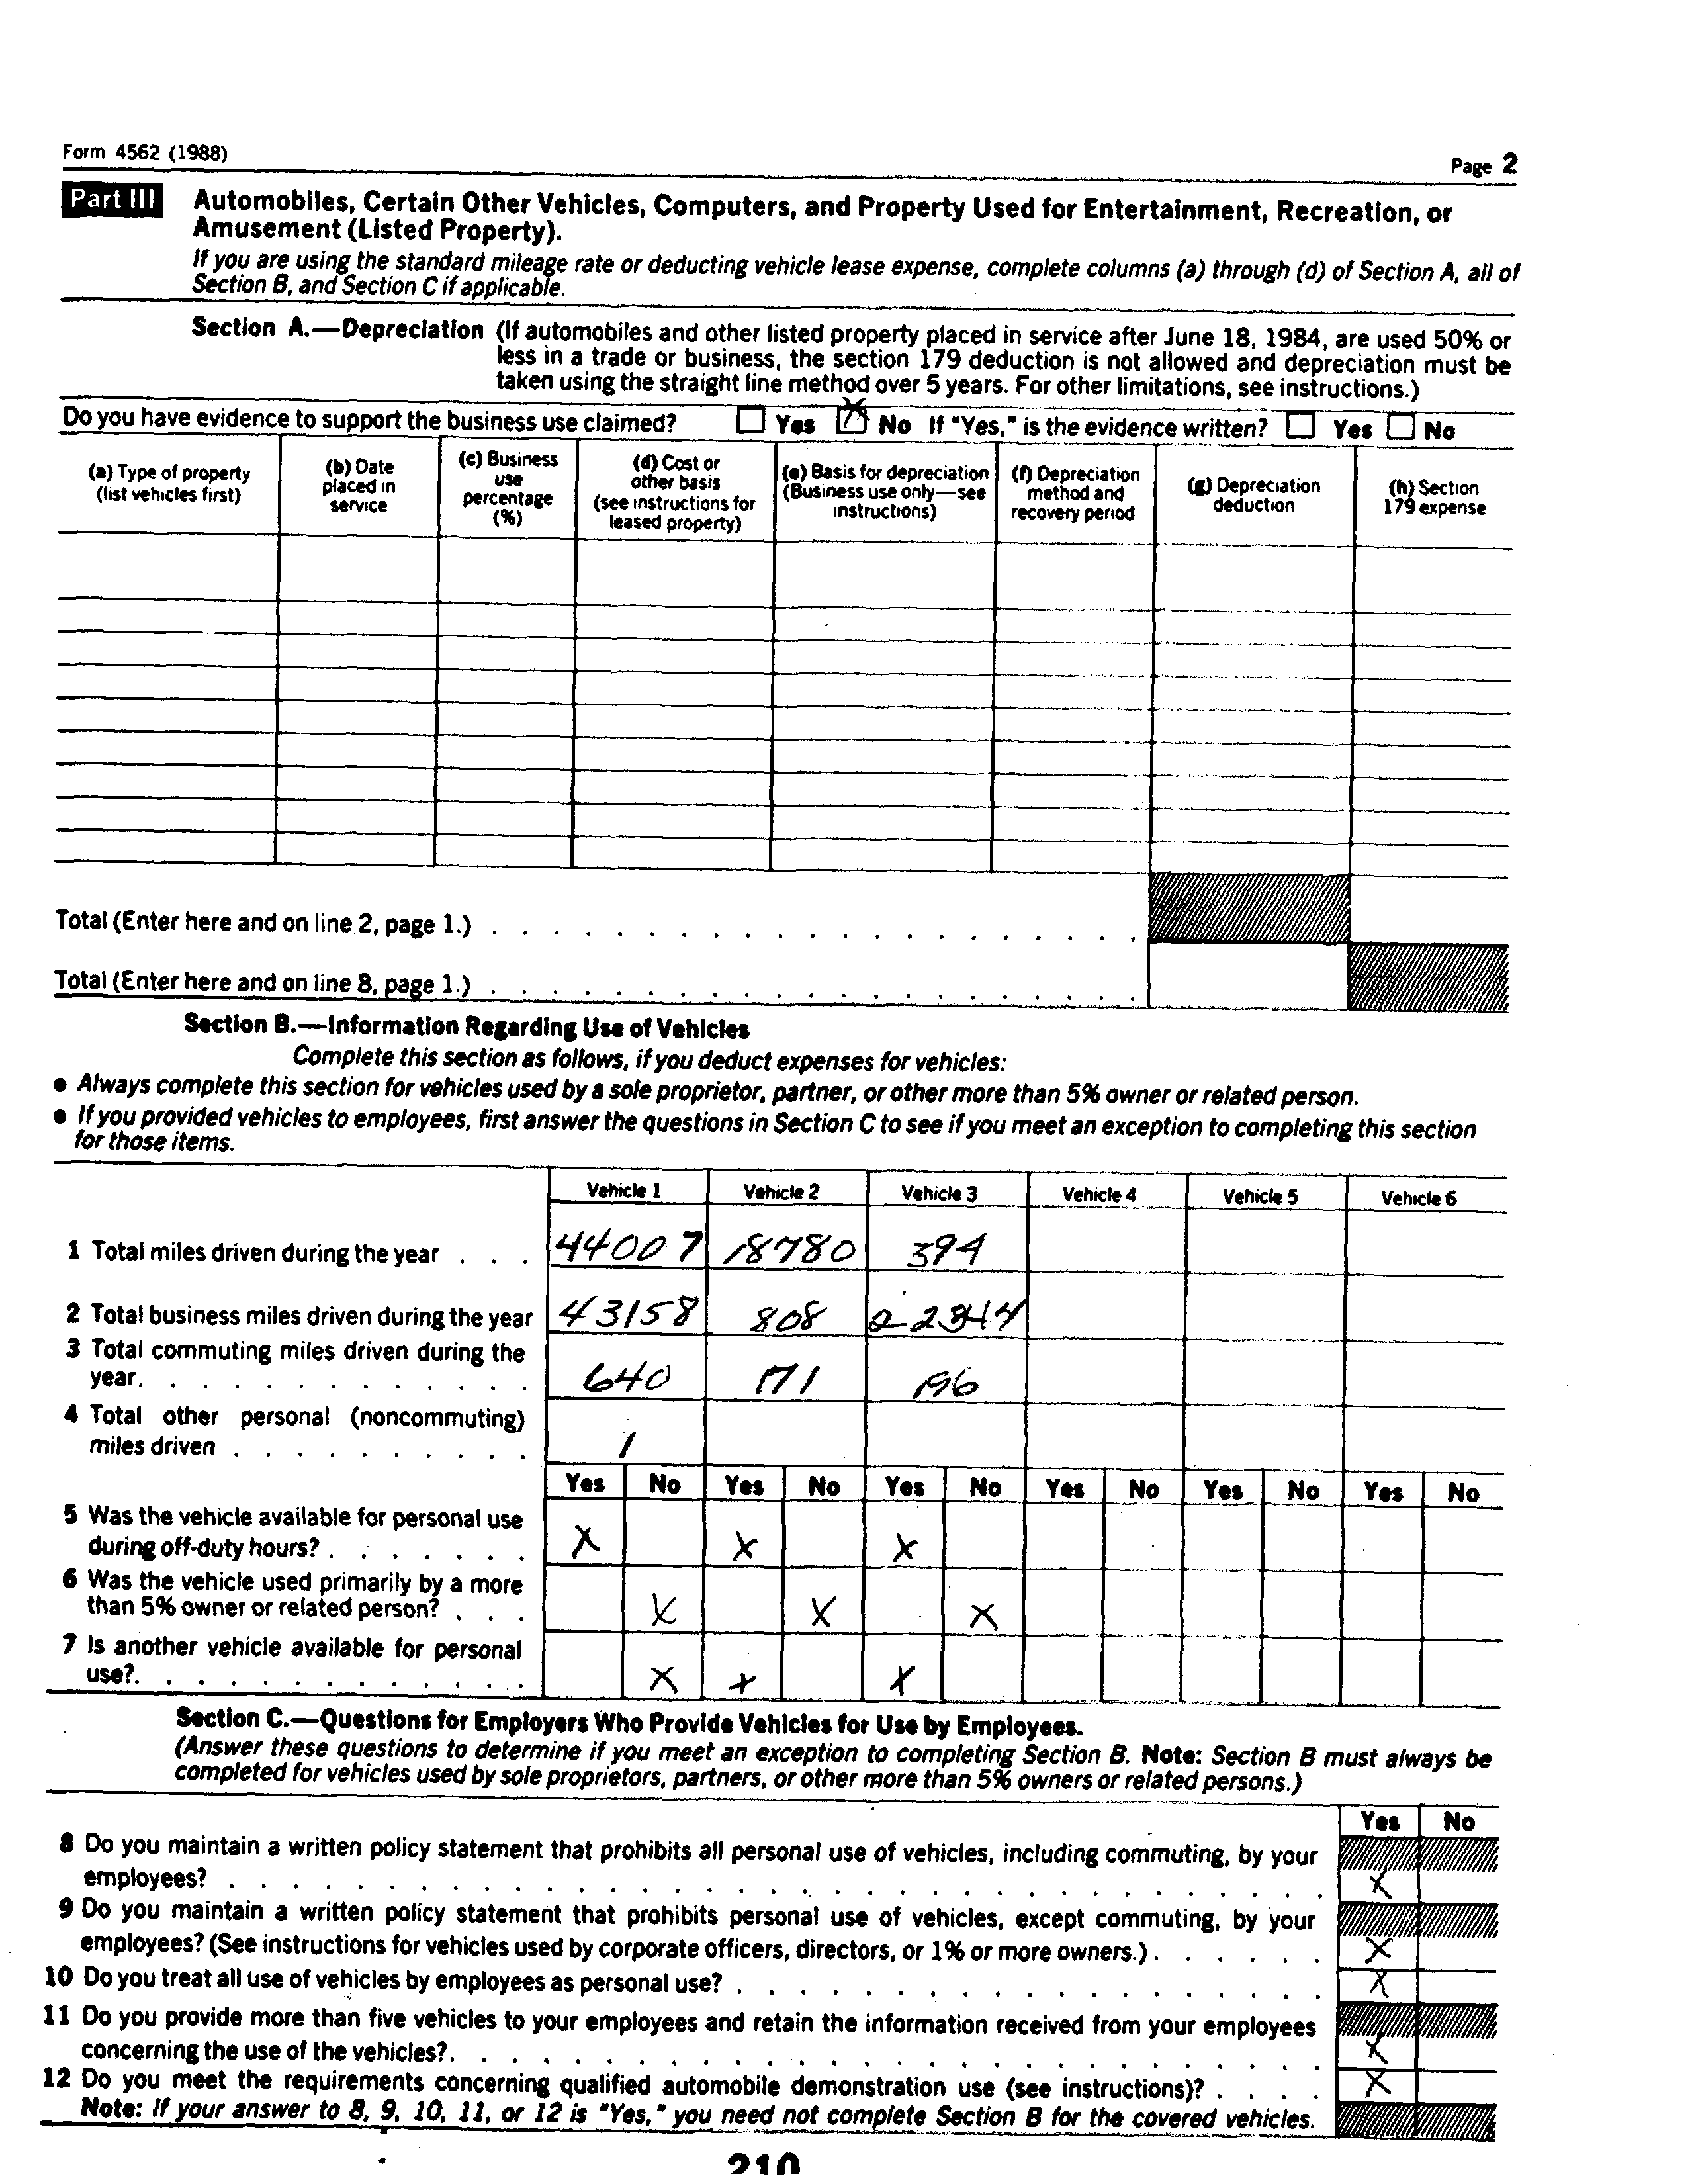 Form 4562 (1988)
Page 2
Part III Automobiles, Certain Other Vehicles, Computers, and Property Used for Entertainment, Recreation, or
Amusement (Listed Property).
If you are using the standard mileage rate or deducting vehicle lease expense, complete columns (a) through (d) of Section A, all of
Section B, and Section C if applicable.
Section A.—Depreciation (If automobiles and other listed property placed in service after June 18, 1984, are used 50% or
less in a trade or business, the section 179 deduction is not allowed and depreciation must be
taken using the straight line method over 5 years. For other limitations, see instructions.)
Do you have evidence to support the business use claimed? Yes X No If "Yes," is the evidence written? Yes No
(a) Type of property
(list vehicles first)
(b) Date
placed in
service
(c) Business
use
percentage
(%)
(d) Cost or
other basis
(see instructions for
leased property)
(e) Basis for depreciation
(Business use only—see
instructions)
(f) Depreciation
method and
recovery period
(g) Depreciation
deduction
(h) Section
179 expense
Total (Enter here and on line 2, page 1.)
Total (Enter here and on line 8, page 1.)
Section B.—Information Regarding Use of Vehicles
Complete this section as follows, if you deduct expenses for vehicles:
● Always complete this section for vehicles used by a sole proprietor, partner, or other more than 5% owner or related person.
● If you provided vehicles to employees, first answer the questions in Section C to see if you meet an exception to completing this section
for those items.
Vehicle 1 Vehicle 2 Vehicle 3 Vehicle 4 Vehicle 5 Vehicle 6
1 Total miles driven during the year . . . 44007 18780 394
2 Total business miles driven during the year 43158 808 22344
3 Total commuting miles driven during the
year. . . . . . . . . . . . . 640 171 196
4 Total other personal (noncommuting)
miles driven . . . . . . . . . . 1
Yes No Yes No Yes No Yes No Yes No Yes No
5 Was the vehicle available for personal use
during off-duty hours? . . . . . . . X X X
6 Was the vehicle used primarily by a more
than 5% owner or related person? . . . X X X
7 Is another vehicle available for personal
use?. . . . . . . . . . . . . X X X
Section C.—Questions for Employers Who Provide Vehicles for Use by Employees.
(Answer these questions to determine if you meet an exception to completing Section B. Note: Section B must always be
completed for vehicles used by sole proprietors, partners, or other more than 5% owners or related persons.)
Yes No
8 Do you maintain a written policy statement that prohibits all personal use of vehicles, including commuting, by your
employees? X
9 Do you maintain a written policy statement that prohibits personal use of vehicles, except commuting, by your
employees? (See instructions for vehicles used by corporate officers, directors, or 1% or more owners.) . . . . . . X
10 Do you treat all use of vehicles by employees as personal use? X
11 Do you provide more than five vehicles to your employees and retain the information received from your employees
concerning the use of the vehicles?. X
12 Do you meet the requirements concerning qualified automobile demonstration use (see instructions)? . . . . X
Note: If your answer to 8, 9, 10, 11, or 12 is "Yes," you need not complete Section B for the covered vehicles.
210